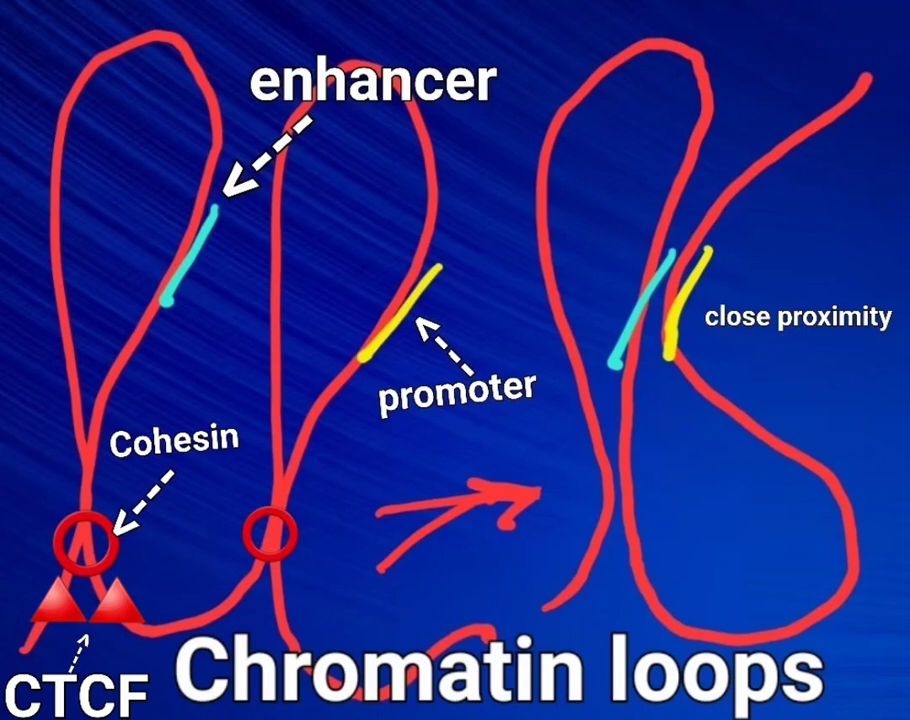 enhancer
close proximity
promoter
Cohesin
CTCF
Chromatin loops